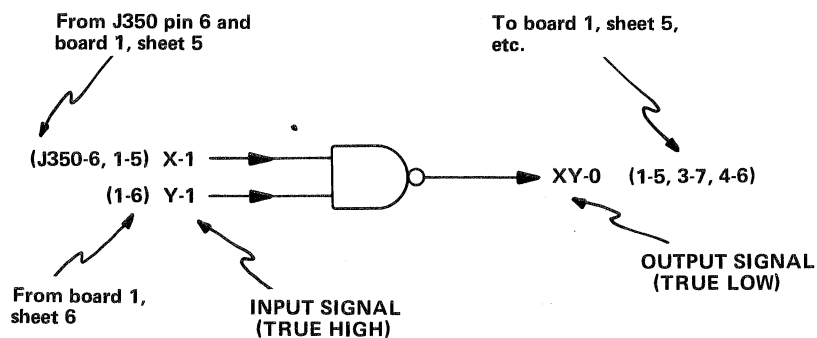 From J350 pin 6 and
board 1, sheet 5
To board 1, sheet 5,
etc.
(J350-6, 1-5) X-1
(1-6) Y-1
XY-0 (1-5, 3-7, 4-6)
From board 1,
sheet 6
INPUT SIGNAL
(TRUE HIGH)
OUTPUT SIGNAL
(TRUE LOW)